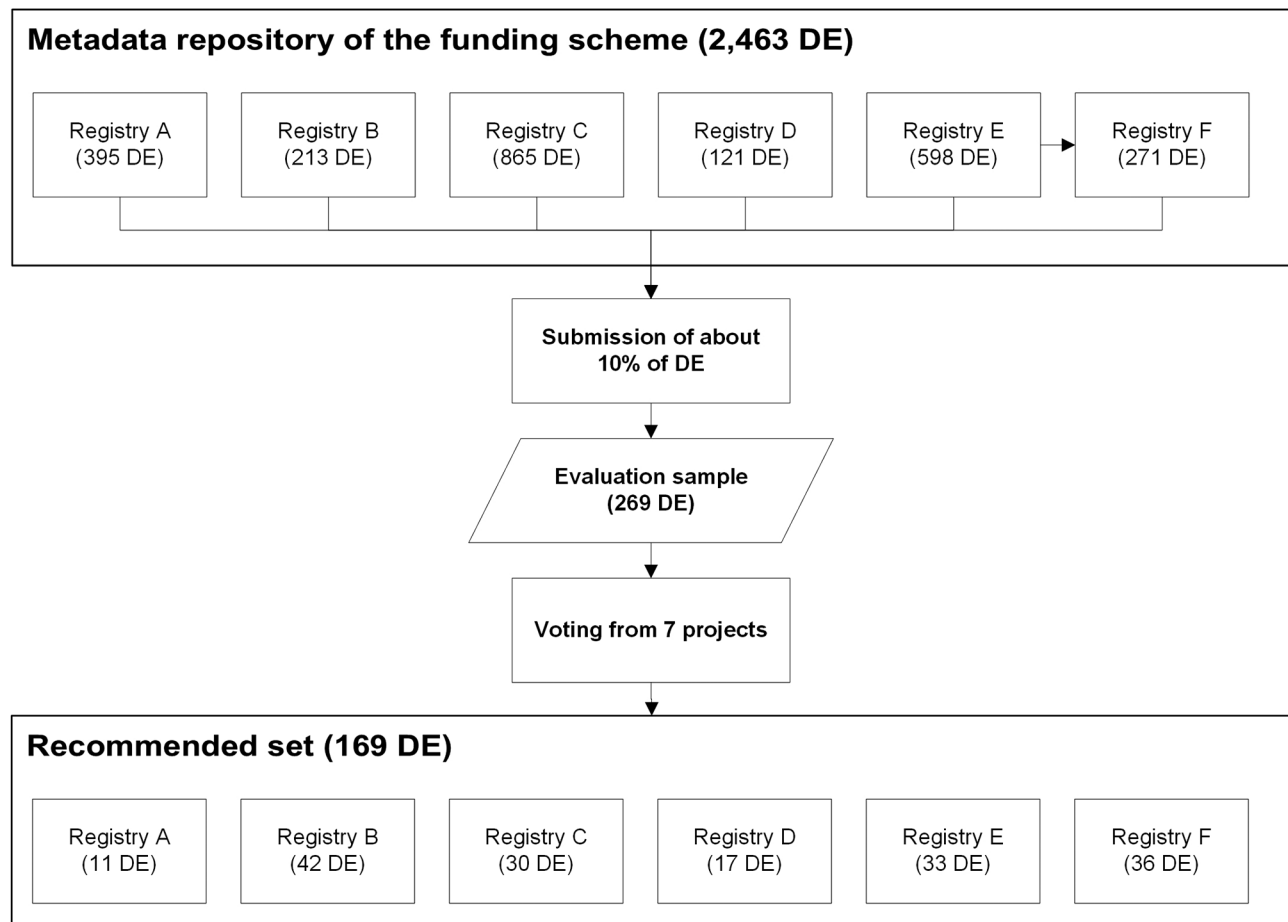 Metadata repository of the funding scheme (2,463 DE)
Registry A
(395 DE)
Registry B
(213 DE)
Registry C
(865 DE)
Registry D
(121 DE)
Registry E
(598 DE)
Registry F
(271 DE)
Submission of about
10% of DE
Evaluation sample
(269 DE)
Voting from 7 projects
Recommended set (169 DE)
Registry A
(11 DE)
Registry B
(42 DE)
Registry C
(30 DE)
Registry D
(17 DE)
Registry E
(33 DE)
Registry F
(36 DE)